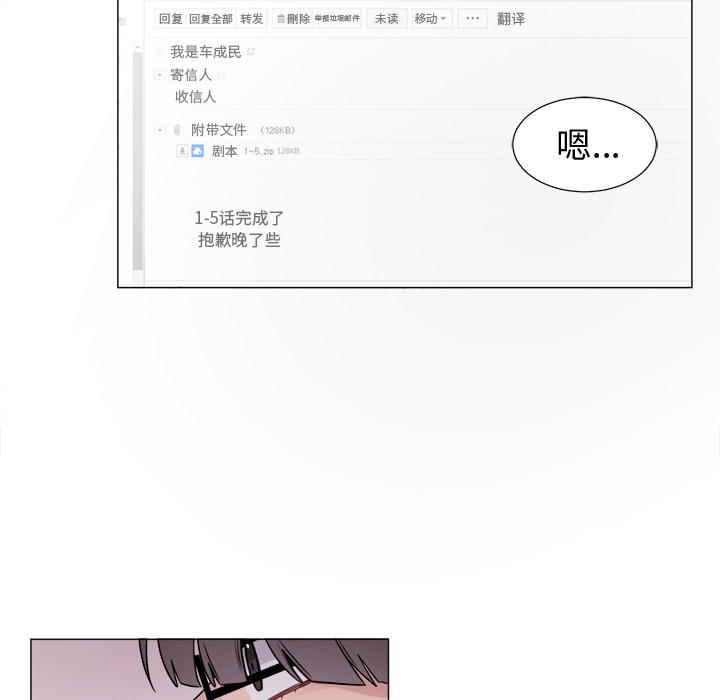 回复 回复全部 转发 删除 举报垃圾邮件 未读 移动 ··· 翻译
我是车成民
寄信人
收信人
附带文件 (128KB)
剧本 1-5.zip 128KB
嗯...
1-5话完成了
抱歉晚了些